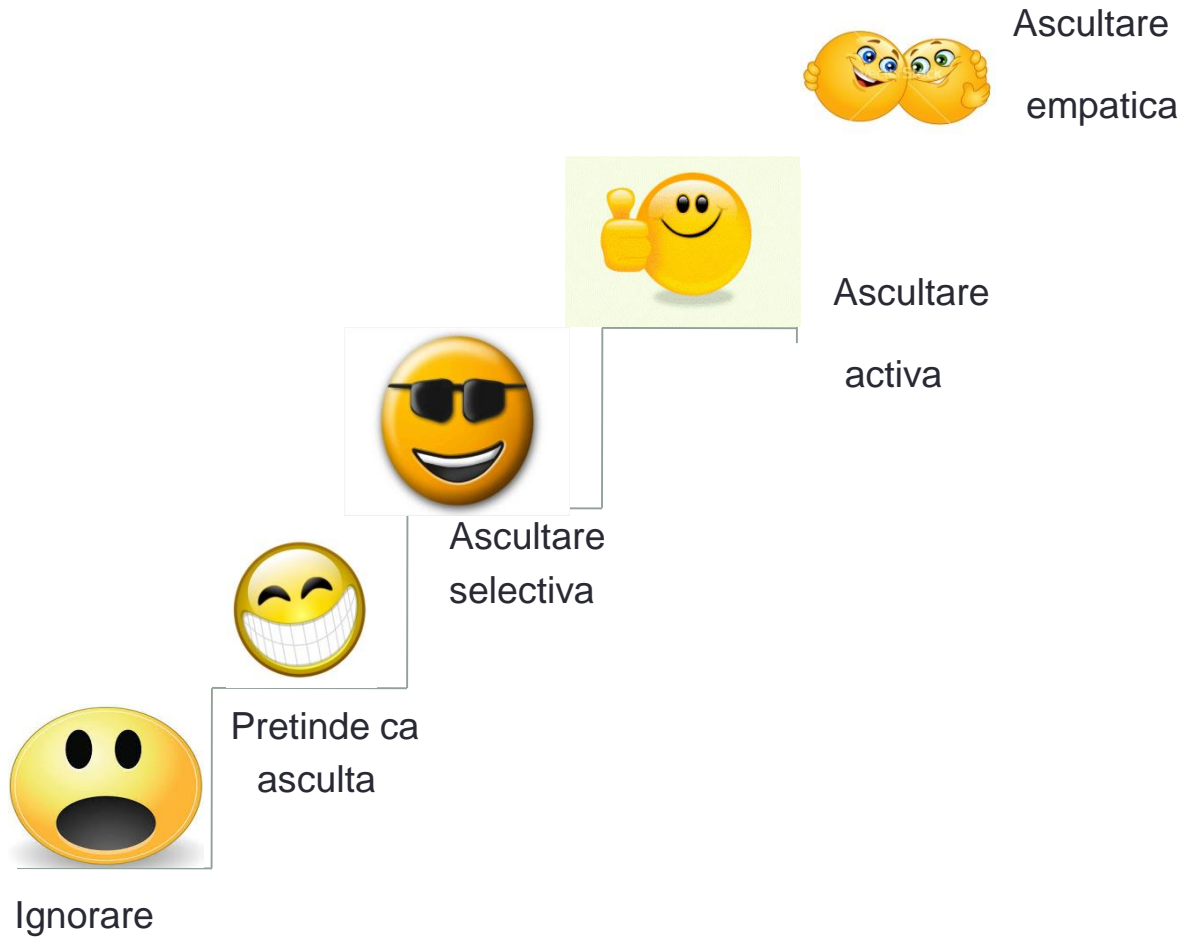 Ascultare
empatica
Ascultare
activa
Ascultare
selectiva
Pretinde ca
asculta
Ignorare